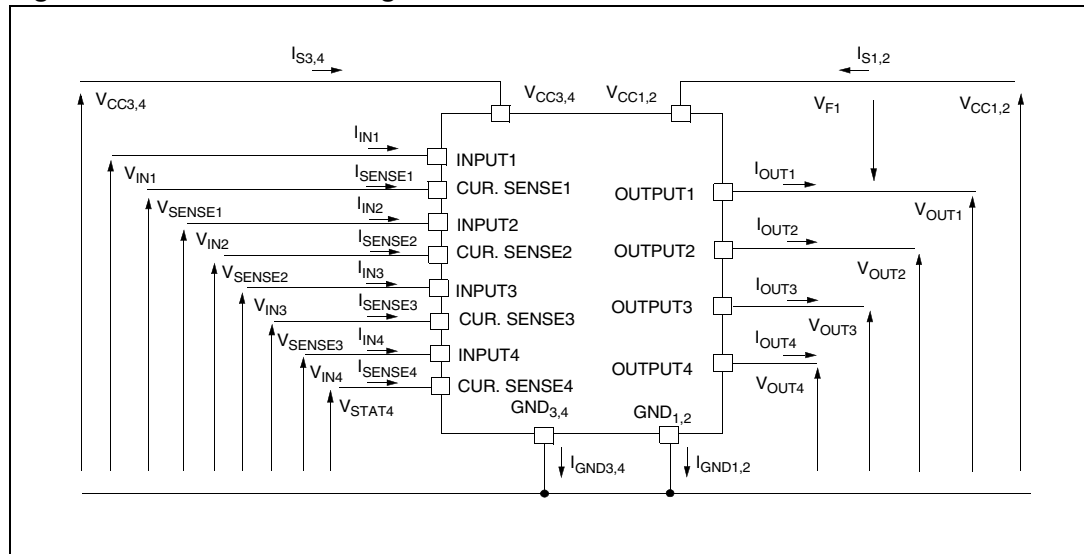 I_S3,4
I_S1,2
V_CC3,4
V_CC3,4
V_CC1,2
V_F1
V_CC1,2
I_IN1
INPUT1
V_IN1
I_SENSE1
CUR. SENSE1
OUTPUT1
I_OUT1
V_OUT1
V_SENSE1
I_IN2
INPUT2
V_IN2
I_SENSE2
CUR. SENSE2
OUTPUT2
I_OUT2
V_OUT2
V_SENSE2
I_IN3
INPUT3
V_IN3
I_SENSE3
CUR. SENSE3
OUTPUT3
I_OUT3
V_OUT3
V_SENSE3
I_IN4
INPUT4
V_IN4
I_SENSE4
CUR. SENSE4
OUTPUT4
I_OUT4
V_OUT4
V_STAT4
GND_3,4
GND_1,2
I_GND3,4
I_GND1,2